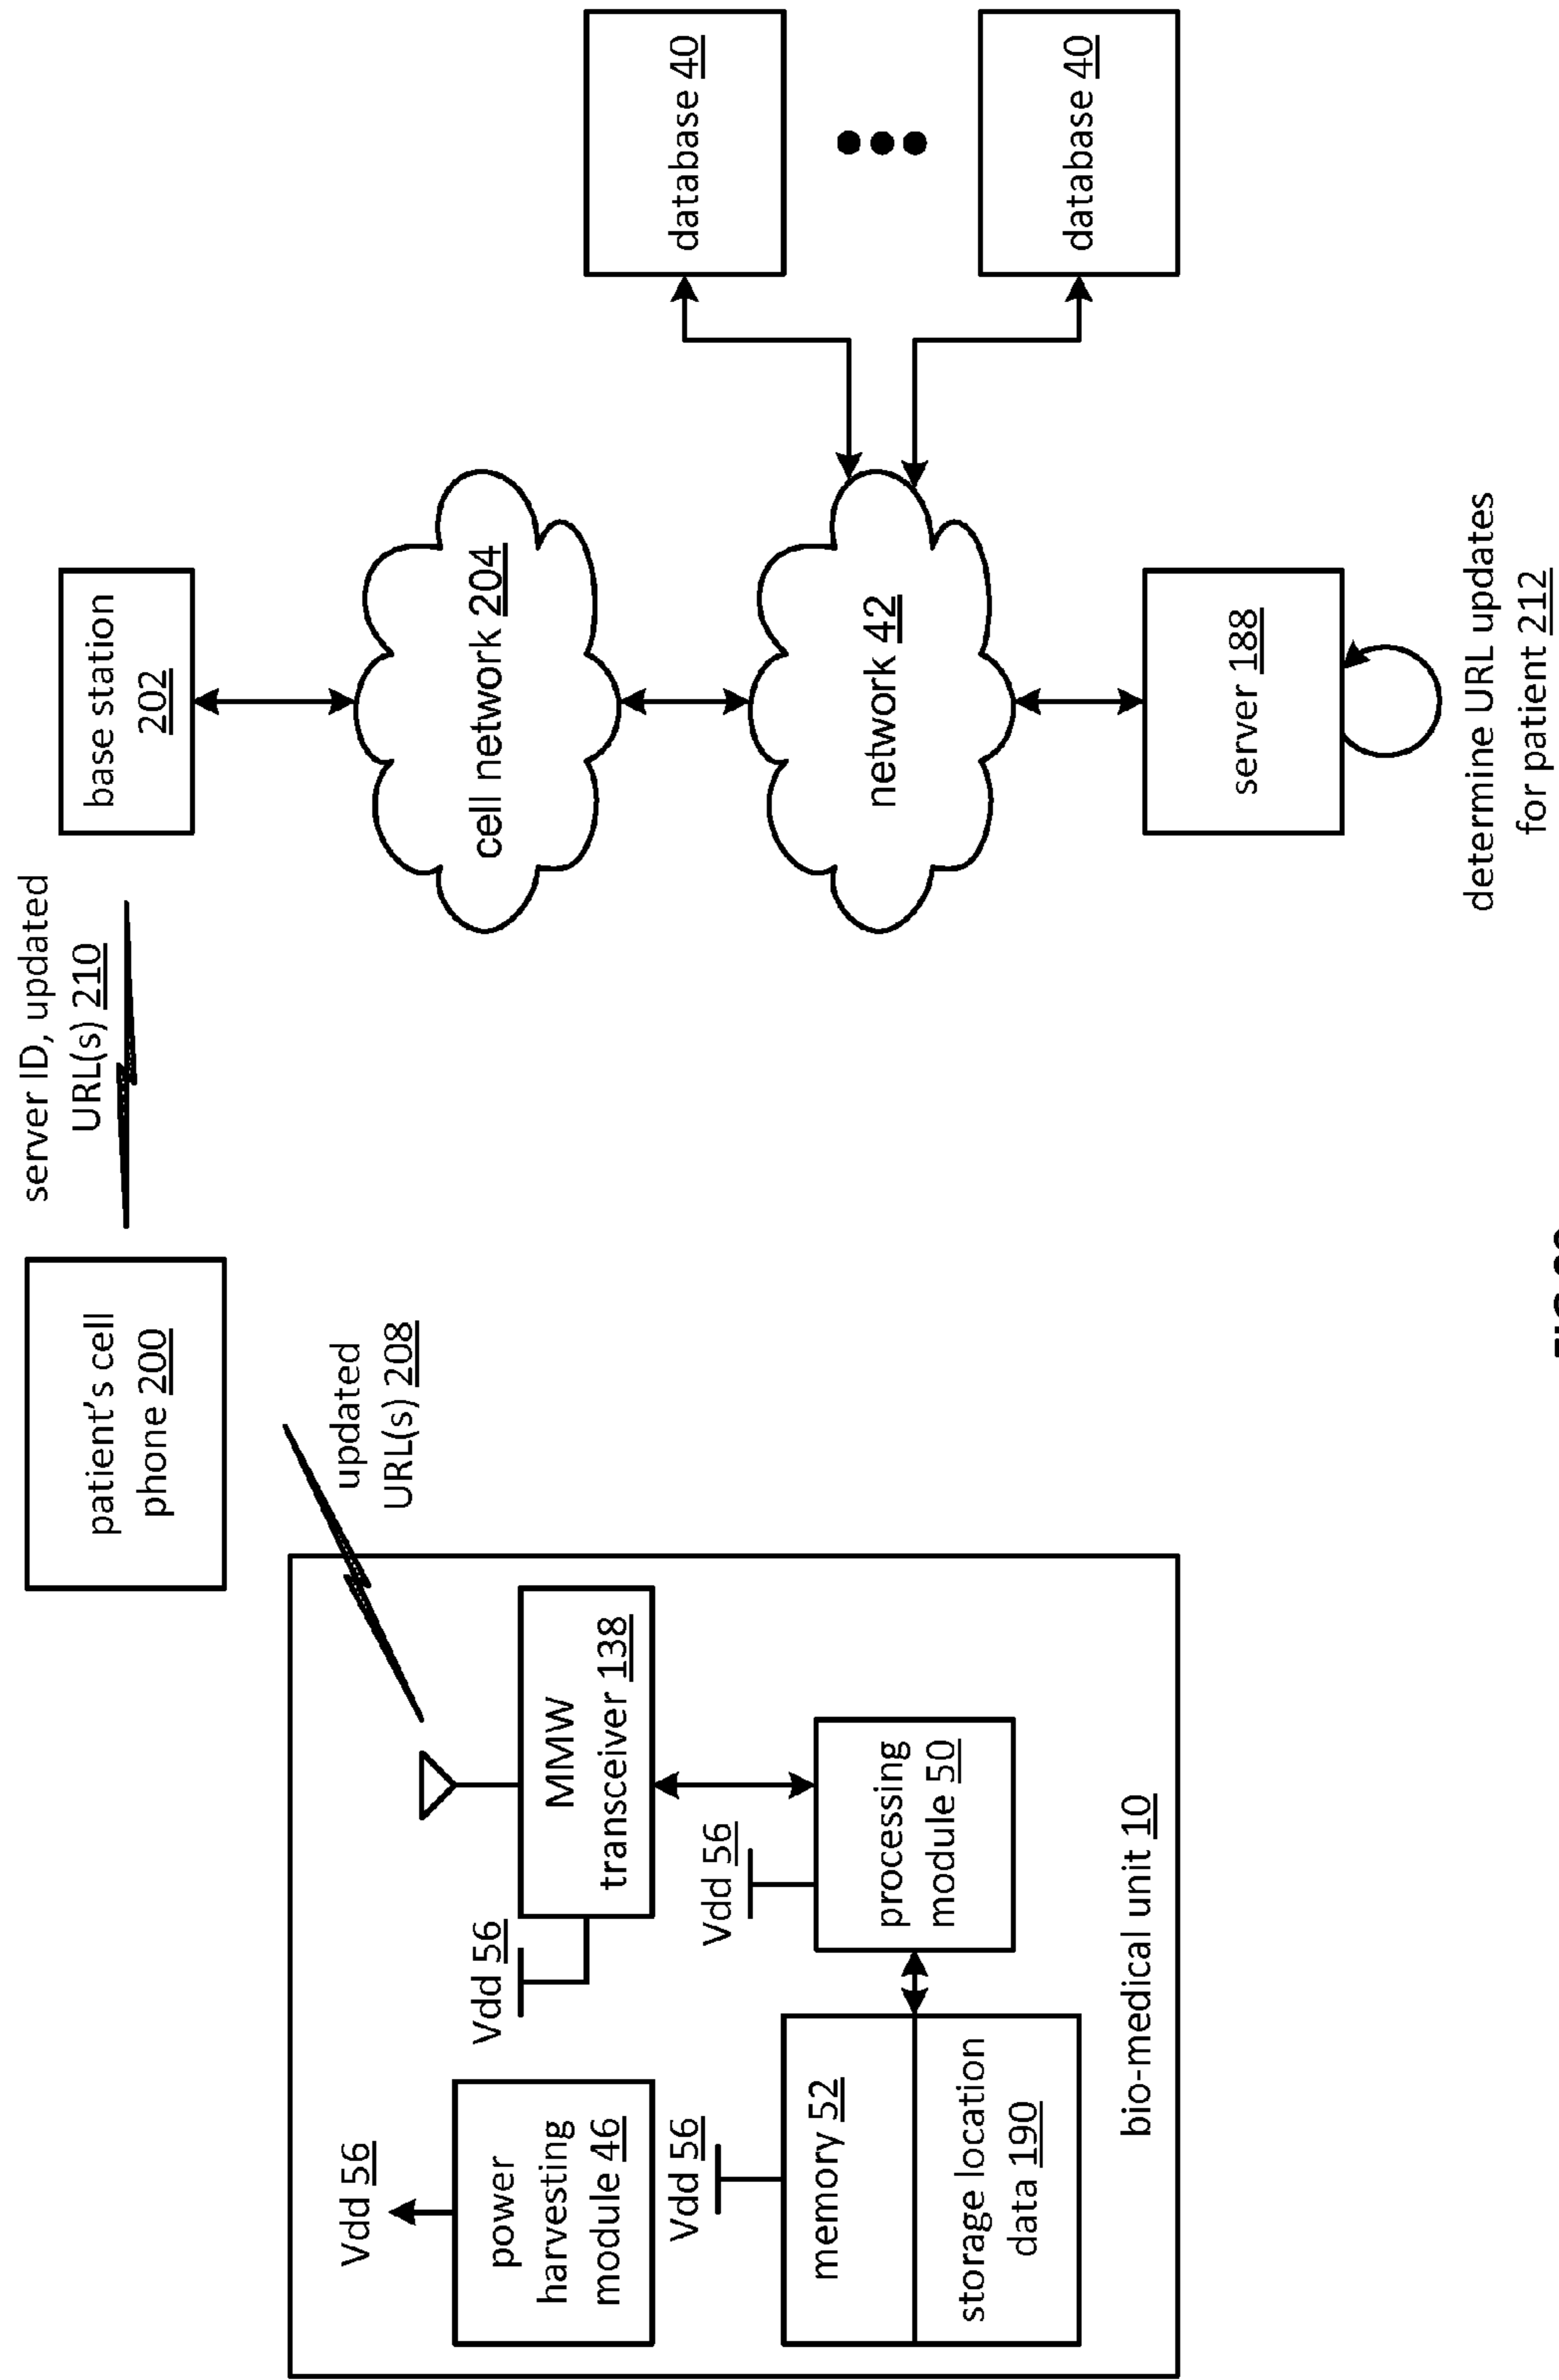 patient's cell
phone 200
server ID, updated
URL(s) 210
base station
202
updated
URL(s) 208
cell network 204
network 42
database 40
database 40
server 188
determine URL updates
for patient 212
Vdd 56
power
harvesting
module 46
Vdd 56
MMW
transceiver 138
Vdd 56
memory 52
storage location
data 190
Vdd 56
processing
module 50
bio-medical unit 10